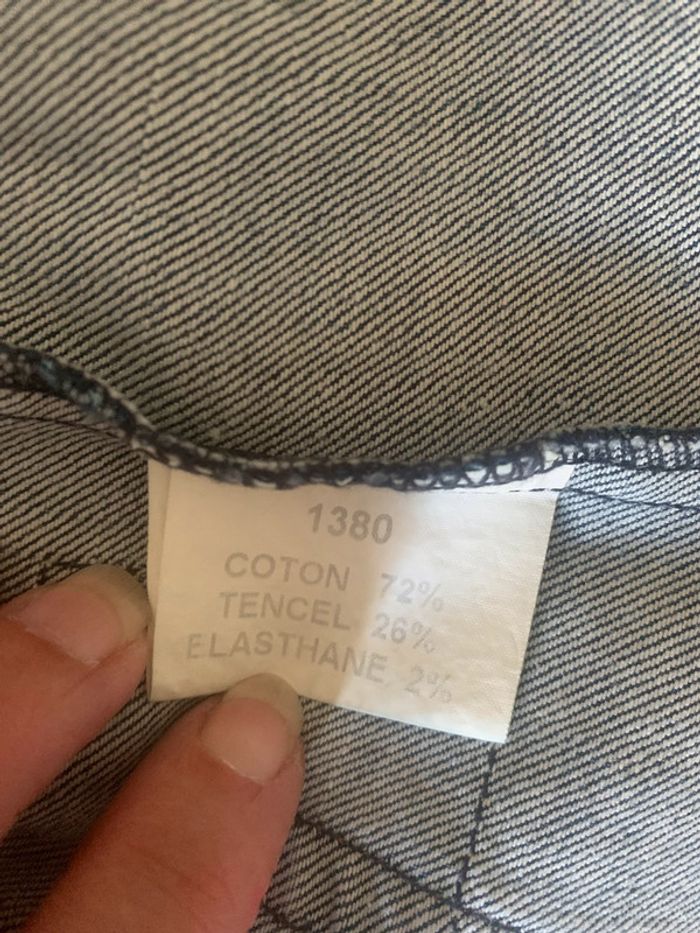 1380
COTON 72%
TENCEL 26%
ELASTHANE 2%